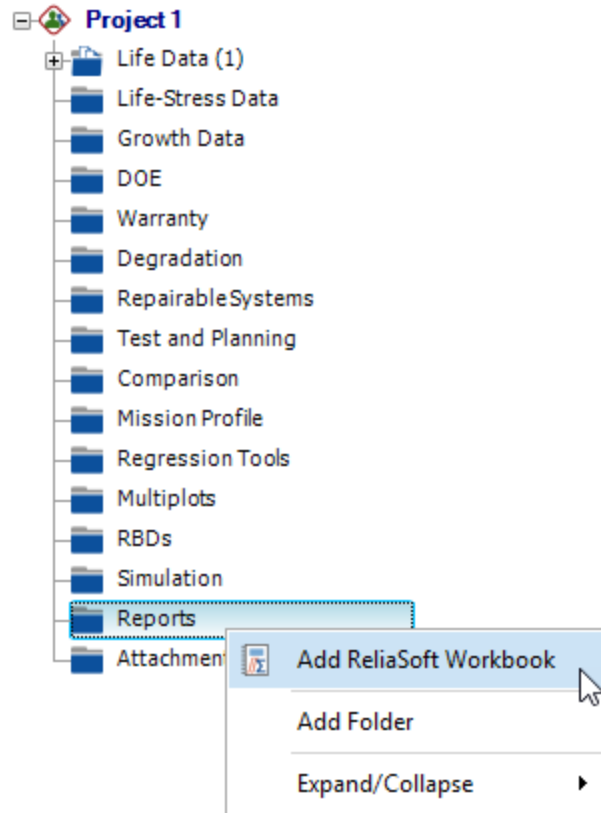 Project 1
Life Data (1)
Life-Stress Data
Growth Data
DOE
Warranty
Degradation
Repairable Systems
Test and Planning
Comparison
Mission Profile
Regression Tools
Multiplots
RBDs
Simulation
Reports
Attachment
Add ReliaSoft Workbook
Add Folder
Expand/Collapse